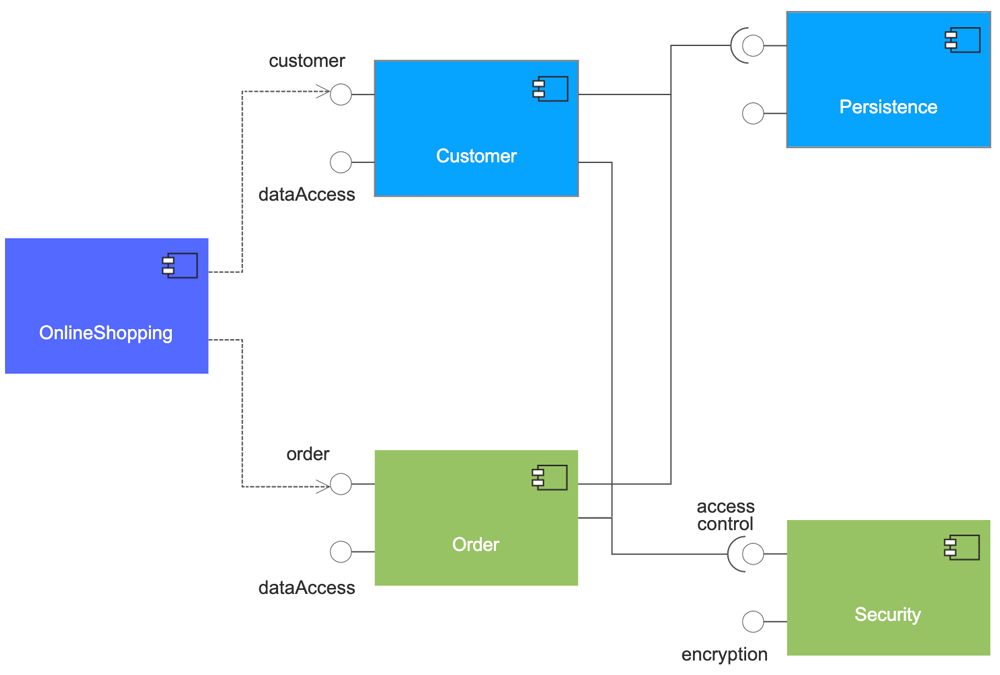 customer
Persistence
Customer
dataAccess
OnlineShopping
order
access
control
Order
dataAccess
Security
encryption